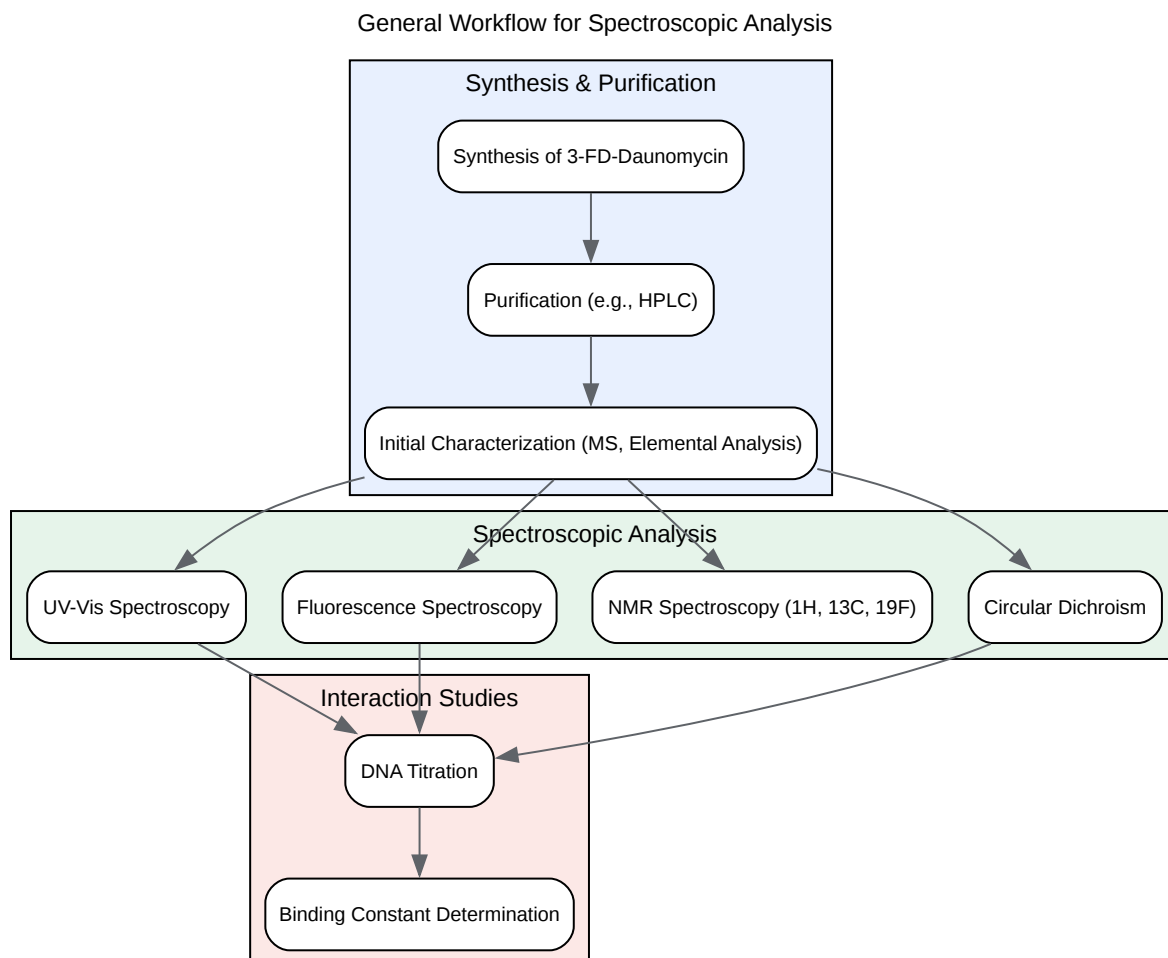 General Workflow for Spectroscopic Analysis
Synthesis & Purification
Synthesis of 3-FD-Daunomycin
Purification (e.g., HPLC)
Initial Characterization (MS, Elemental Analysis)
Spectroscopic Analysis
UV-Vis Spectroscopy
Fluorescence Spectroscopy
NMR Spectroscopy (1H, 13C, 19F)
Circular Dichroism
Interaction Studies
DNA Titration
Binding Constant Determination